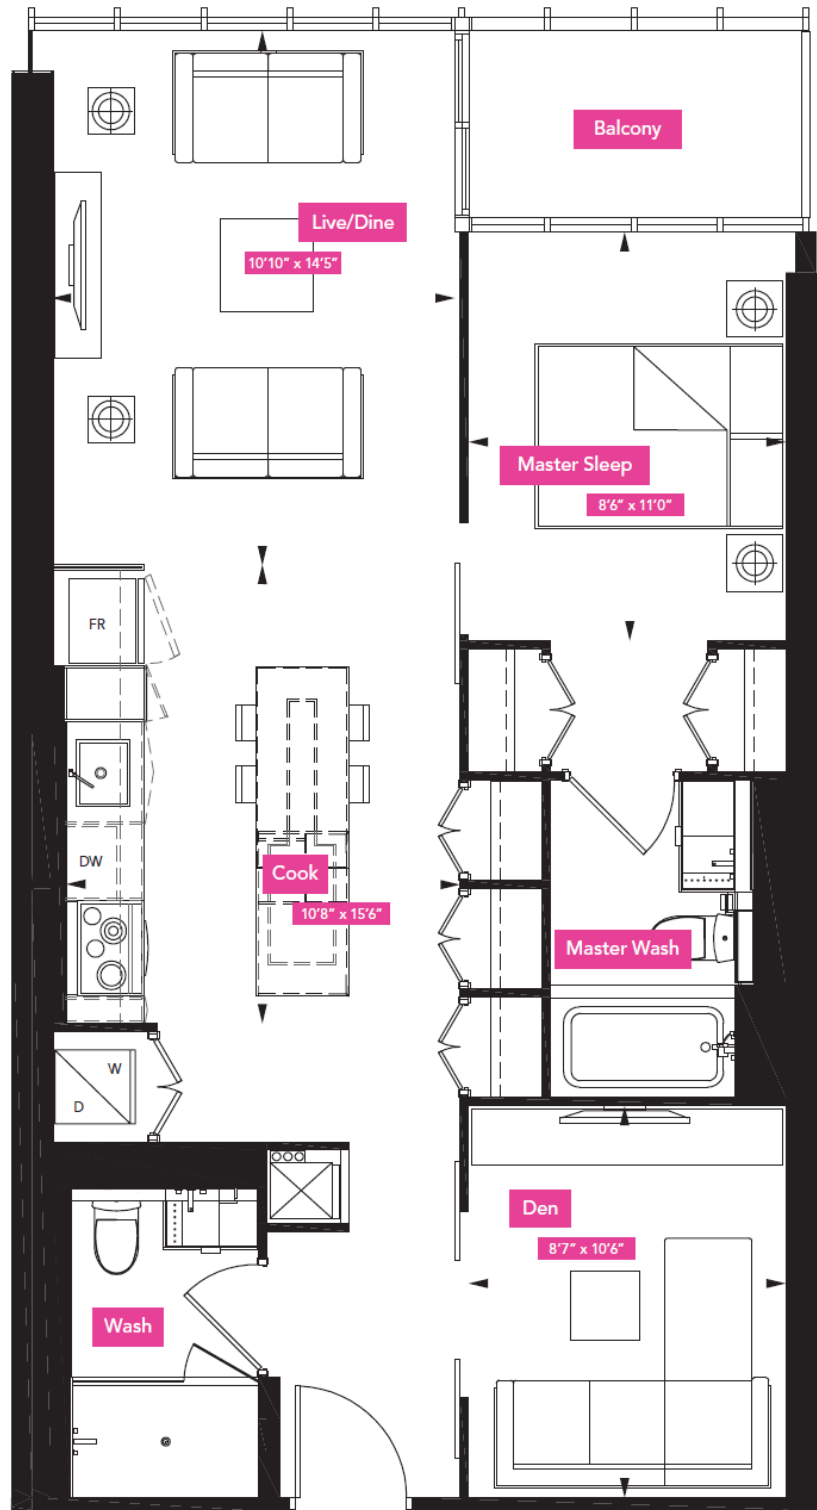 Balcony
Live/Dine
10'10" x 14'5"
Master Sleep
8'6" x 11'0"
FR
DW
Cook
10'8" x 15'6"
Master Wash
W
D
Den
8'7" x 10'6"
Wash